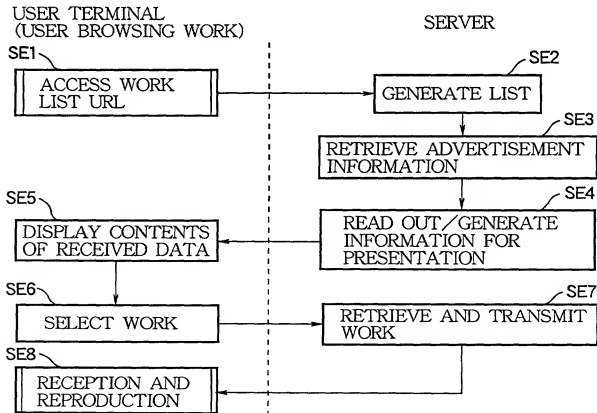 USER TERMINAL
(USER BROWSING WORK)
SERVER
SE1
ACCESS WORK
LIST URL
SE2
GENERATE LIST
SE3
RETRIEVE ADVERTISEMENT
INFORMATION
SE4
READ OUT/GENERATE
INFORMATION FOR
PRESENTATION
SE5
DISPLAY CONTENTS
OF RECEIVED DATA
SE6
SELECT WORK
SE7
RETRIEVE AND TRANSMIT
WORK
SE8
RECEPTION AND
REPRODUCTION